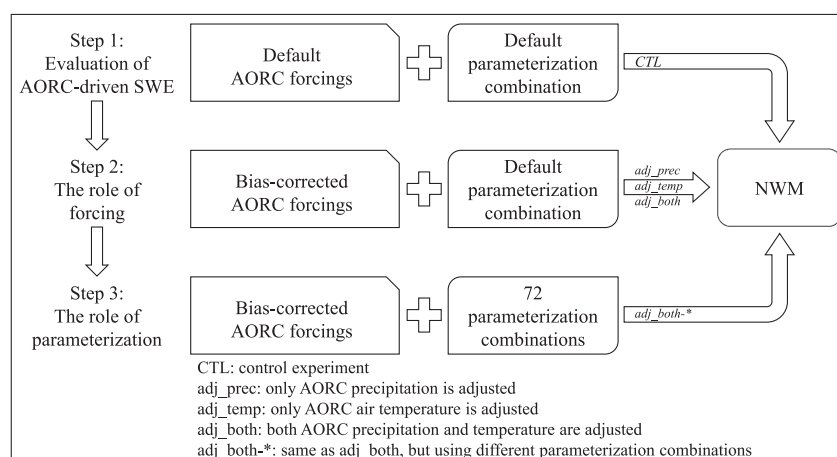 Step 1:
Evaluation of
AORC-driven SWE
Default
AORC forcings
Default
parameterization
combination
CTL
Step 2:
The role of
forcing
Bias-corrected
AORC forcings
Default
parameterization
combination
adj_prec
adj_temp
adj_both
NWM
Step 3:
The role of
parameterization
Bias-corrected
AORC forcings
72
parameterization
combinations
adj_both-*
CTL: control experiment
adj_prec: only AORC precipitation is adjusted
adj_temp: only AORC air temperature is adjusted
adj_both: both AORC precipitation and temperature are adjusted
adj_both-*: same as adj_both, but using different parameterization combinations